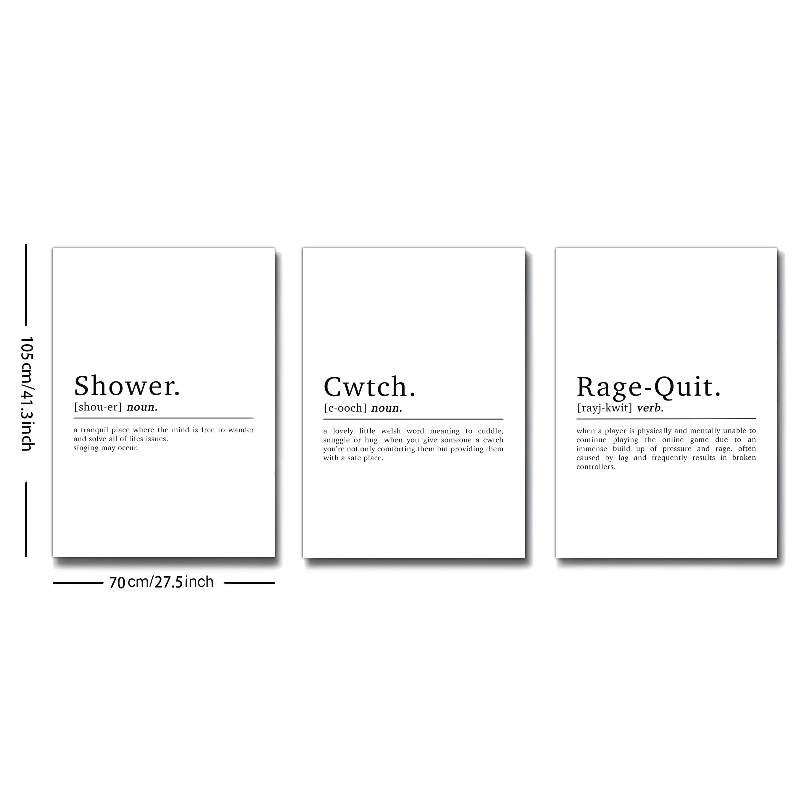 105cm/41.3inch
Shower.
[shou-er] noun.
a tranquil place where the mind is free to wander
and solve all of lifes issues.
singing may occur.
Cwtch.
[c-ooch] noun.
a lovely little welsh word meaning to cuddle,
snuggle or hug. when you give someone a cwtch
you're not only comforting them but providing them
with a safe place.
Rage-Quit.
[rayj-kwit] verb.
when a player is physically and mentally unable to
continue playing the online game due to an
immense build up of pressure and rage. often
caused by lag and frequently results in broken
controllers.
70cm/27.5inch